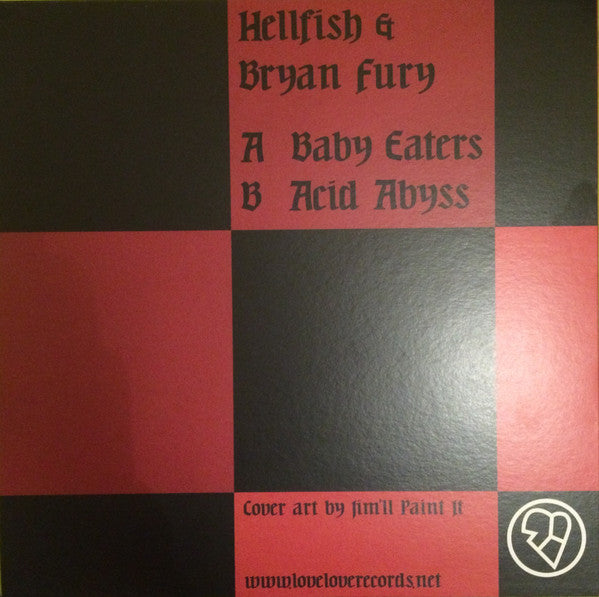 Hellfish &
Bryan Fury
A Baby Eaters
B Acid Abyss
Cover art by Jim'll Paint It
www.loveloverecords.net